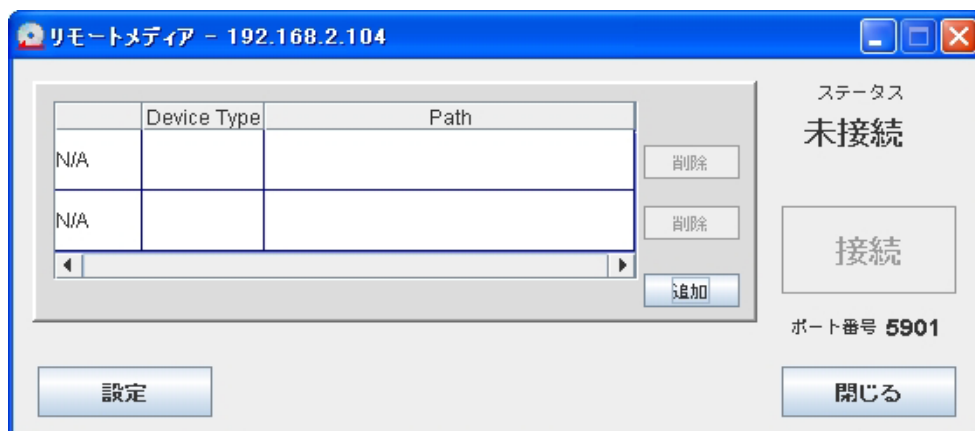 リモートメディア - 192.168.2.104
Device Type Path
N/A
削除
N/A
削除
追加
ステータス
未接続
接続
ポート番号 5901
設定
閉じる